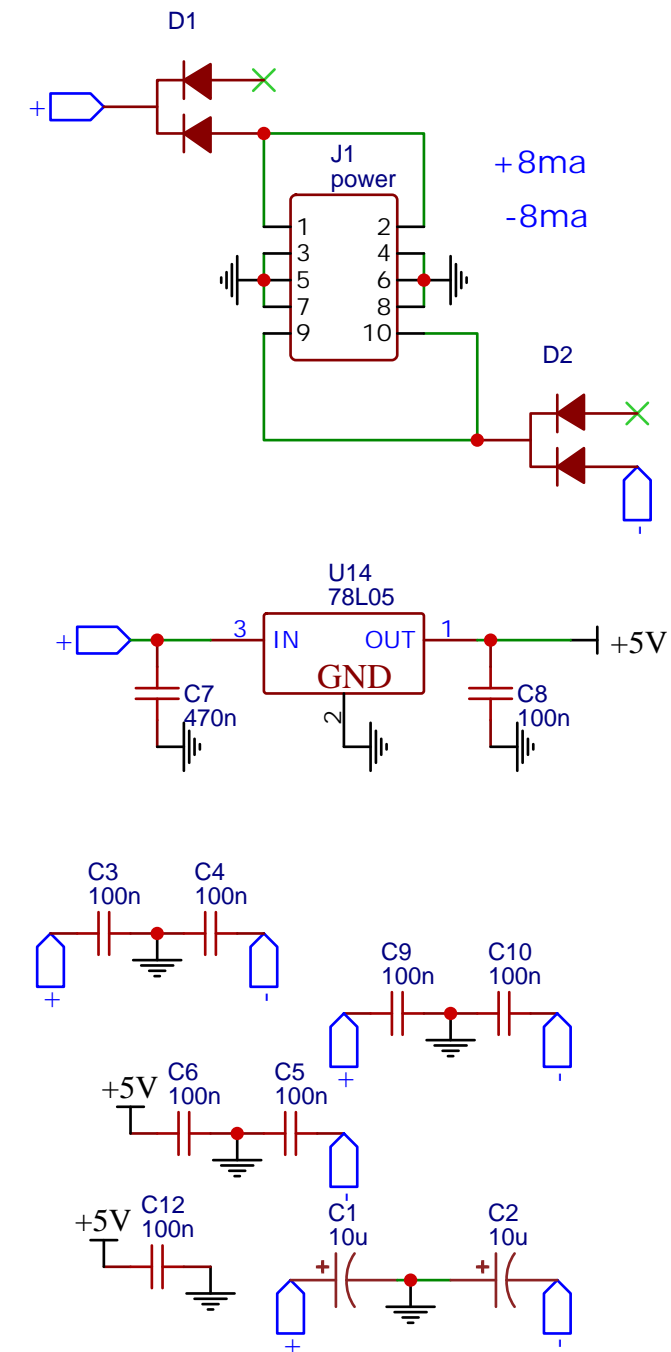 D1
+
J1
power
+8ma
-8ma
1 2
3 4
5 6
7 8
9 10
D2
-
U14
78L05
+ 3 IN OUT 1 +5V
GND
C7
470n
2
C8
100n
C3 C4
100n 100n
+ -
C9 C10
100n 100n
+ -
C6 C5
+5V 100n 100n
-
C12
+5V 100n
C1 C2
10u 10u
+ +
+ -